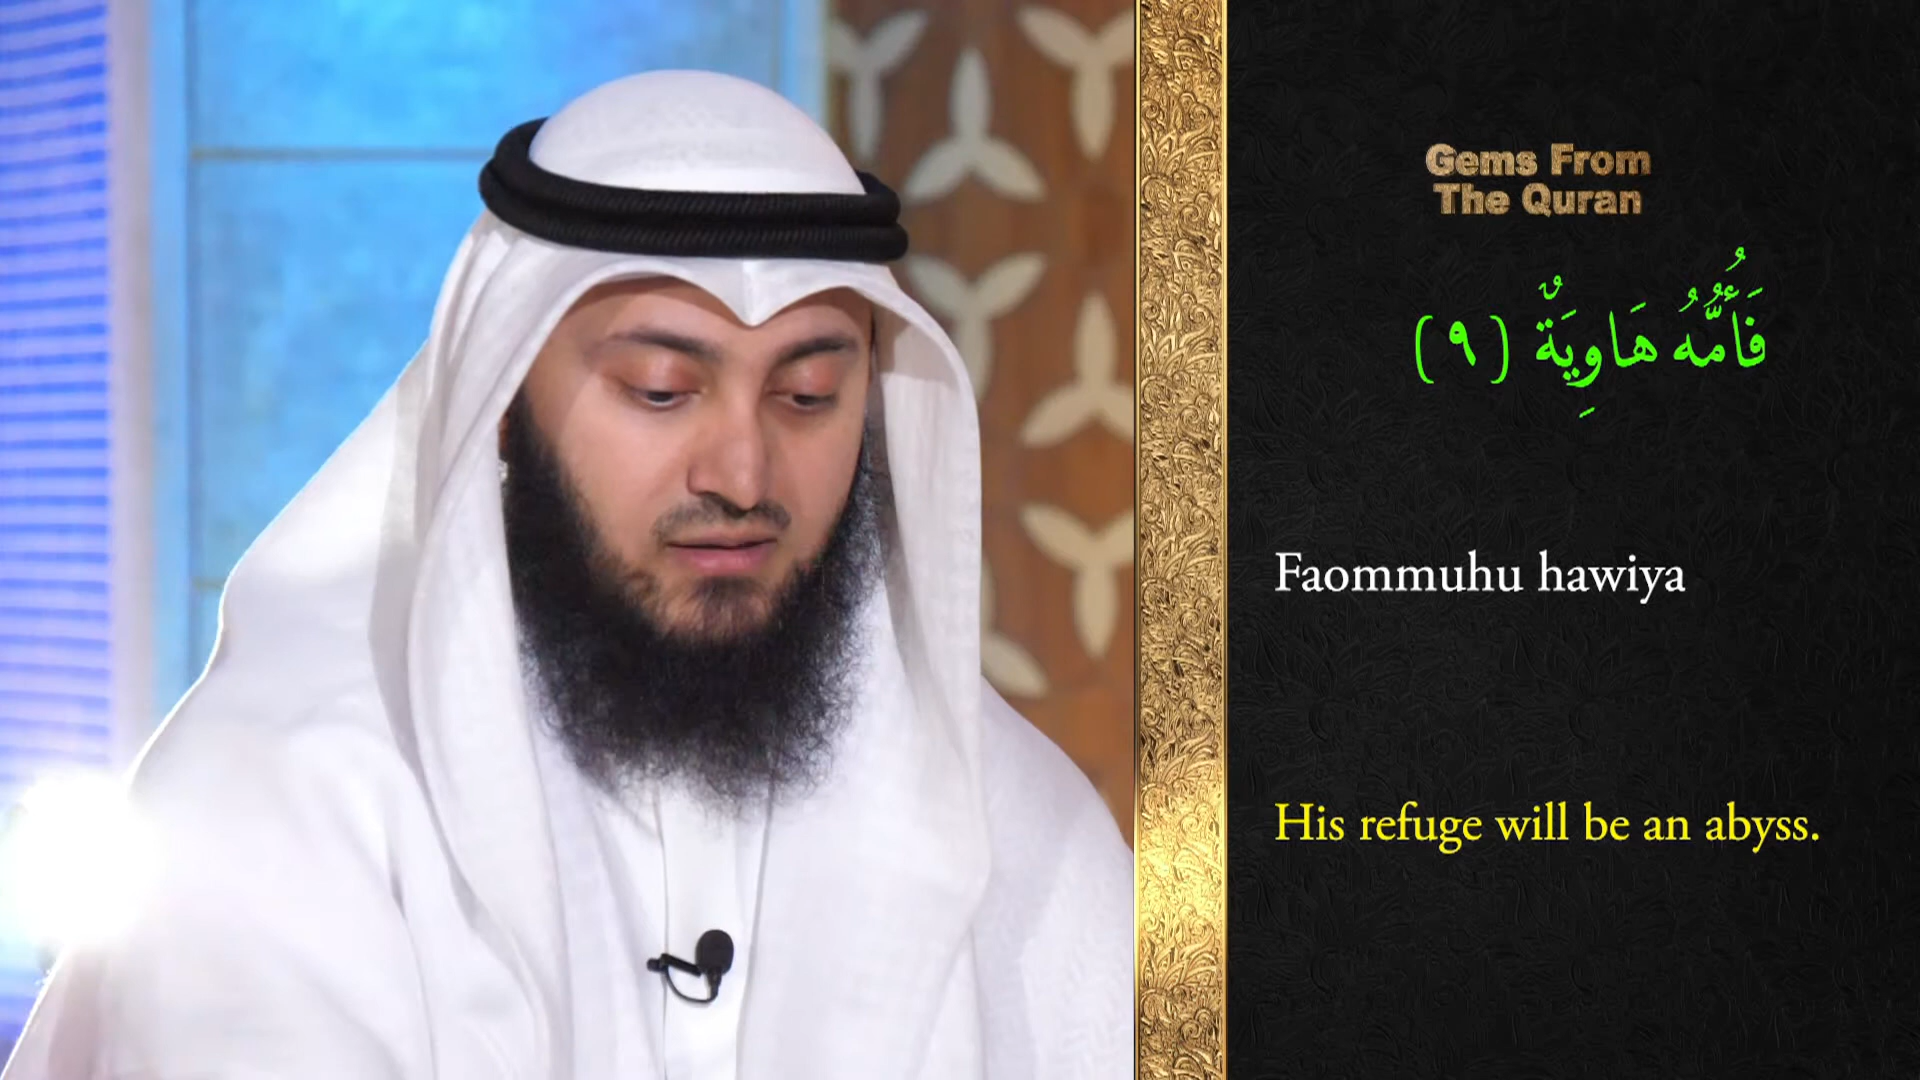 Gems From
The Quran
فَأُمُّهُ هَاوِيَةٌ (٩)
Faommuhu hawiya
His refuge will be an abyss.